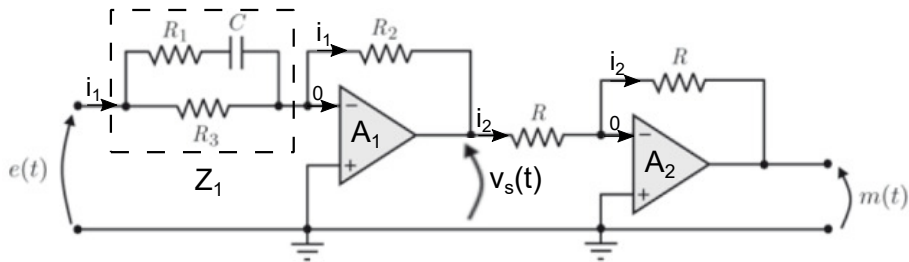 R₁ C
i₁ R₂
i₂ R
i₁ 0 − i₂ R 0 −
R₃ A₁ A₂
+ +
e(t) Z₁ vₛ(t) m(t)